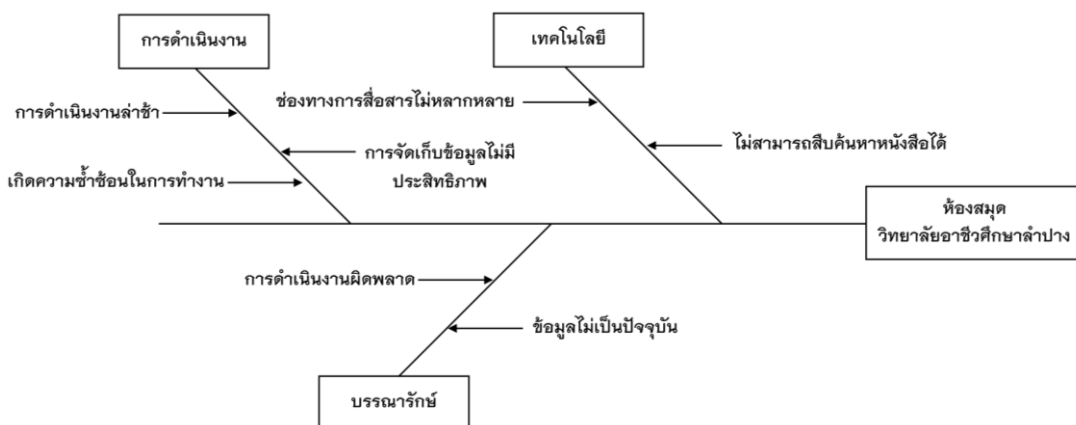 การดำเนินงาน
เทคโนโลยี
การดำเนินงานล่าช้า
ช่องทางการสื่อสารไม่หลากหลาย
การจัดเก็บข้อมูลไม่มี
ประสิทธิภาพ
ไม่สามารถสืบค้นหาหนังสือได้
เกิดความซ้ำซ้อนในการทำงาน
ห้องสมุด
วิทยาลัยอาชีวศึกษาลำปาง
การดำเนินงานผิดพลาด
ข้อมูลไม่เป็นปัจจุบัน
บรรณารักษ์